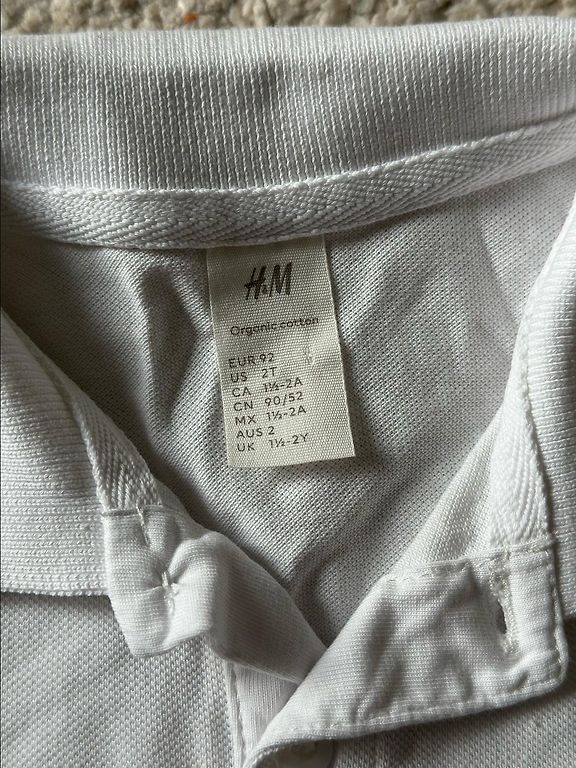 H&M
Organic cotton
EUR 92
US 2T
CA 1½-2A
CN 90/52
MX 1½-2A
AUS 2
UK 1½-2Y